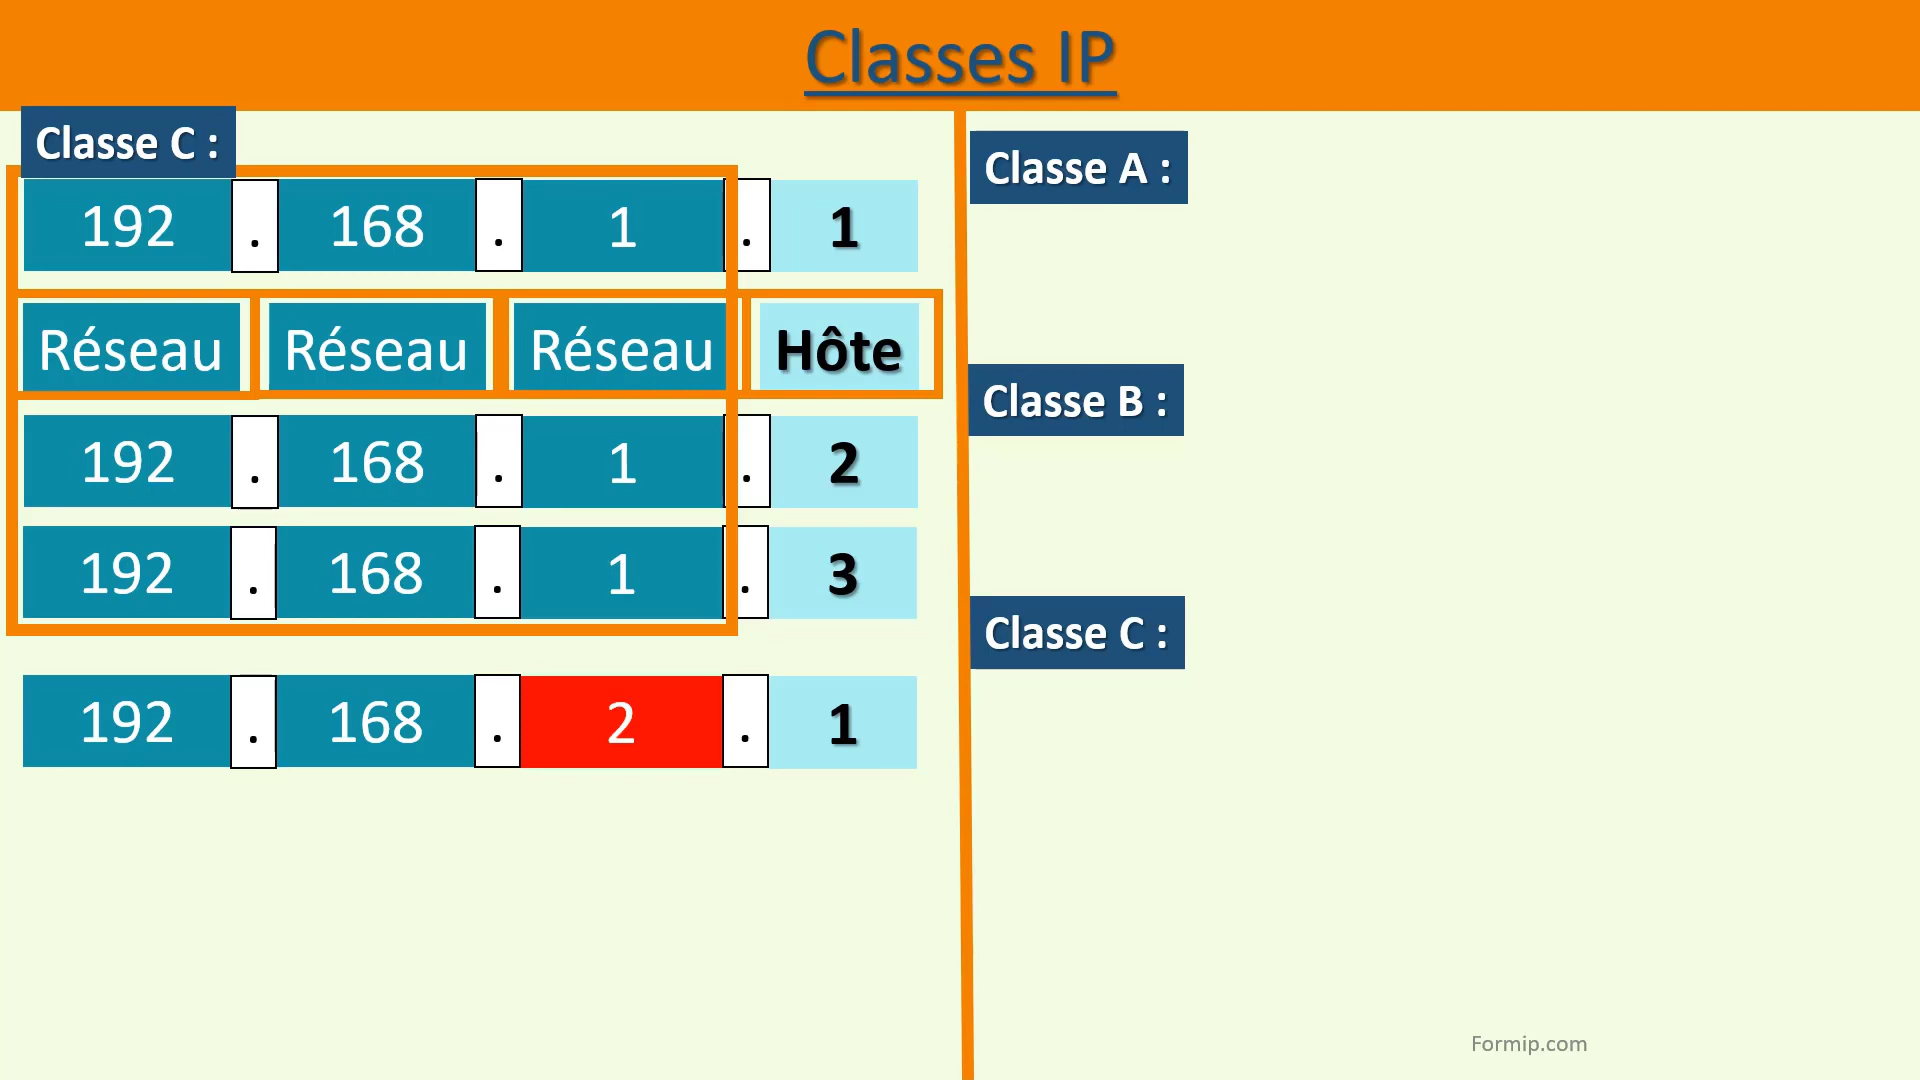 Classes IP
Classe C :
192 . 168 . 1 . 1
Réseau Réseau Réseau Hôte
192 . 168 . 1 . 2
192 . 168 . 1 . 3
192 . 168 . 2 . 1
Classe A :
Classe B :
Classe C :
Formip.com